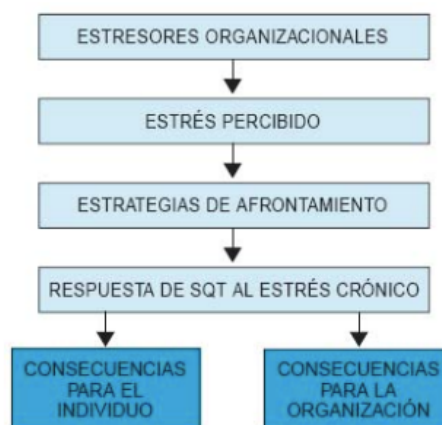 ESTRESORES ORGANIZACIONALES
ESTRÉS PERCIBIDO
ESTRATEGIAS DE AFRONTAMIENTO
RESPUESTA DE SQT AL ESTRÉS CRÓNICO
CONSECUENCIAS
PARA EL
INDIVIDUO
CONSECUENCIAS
PARA LA
ORGANIZACIÓN